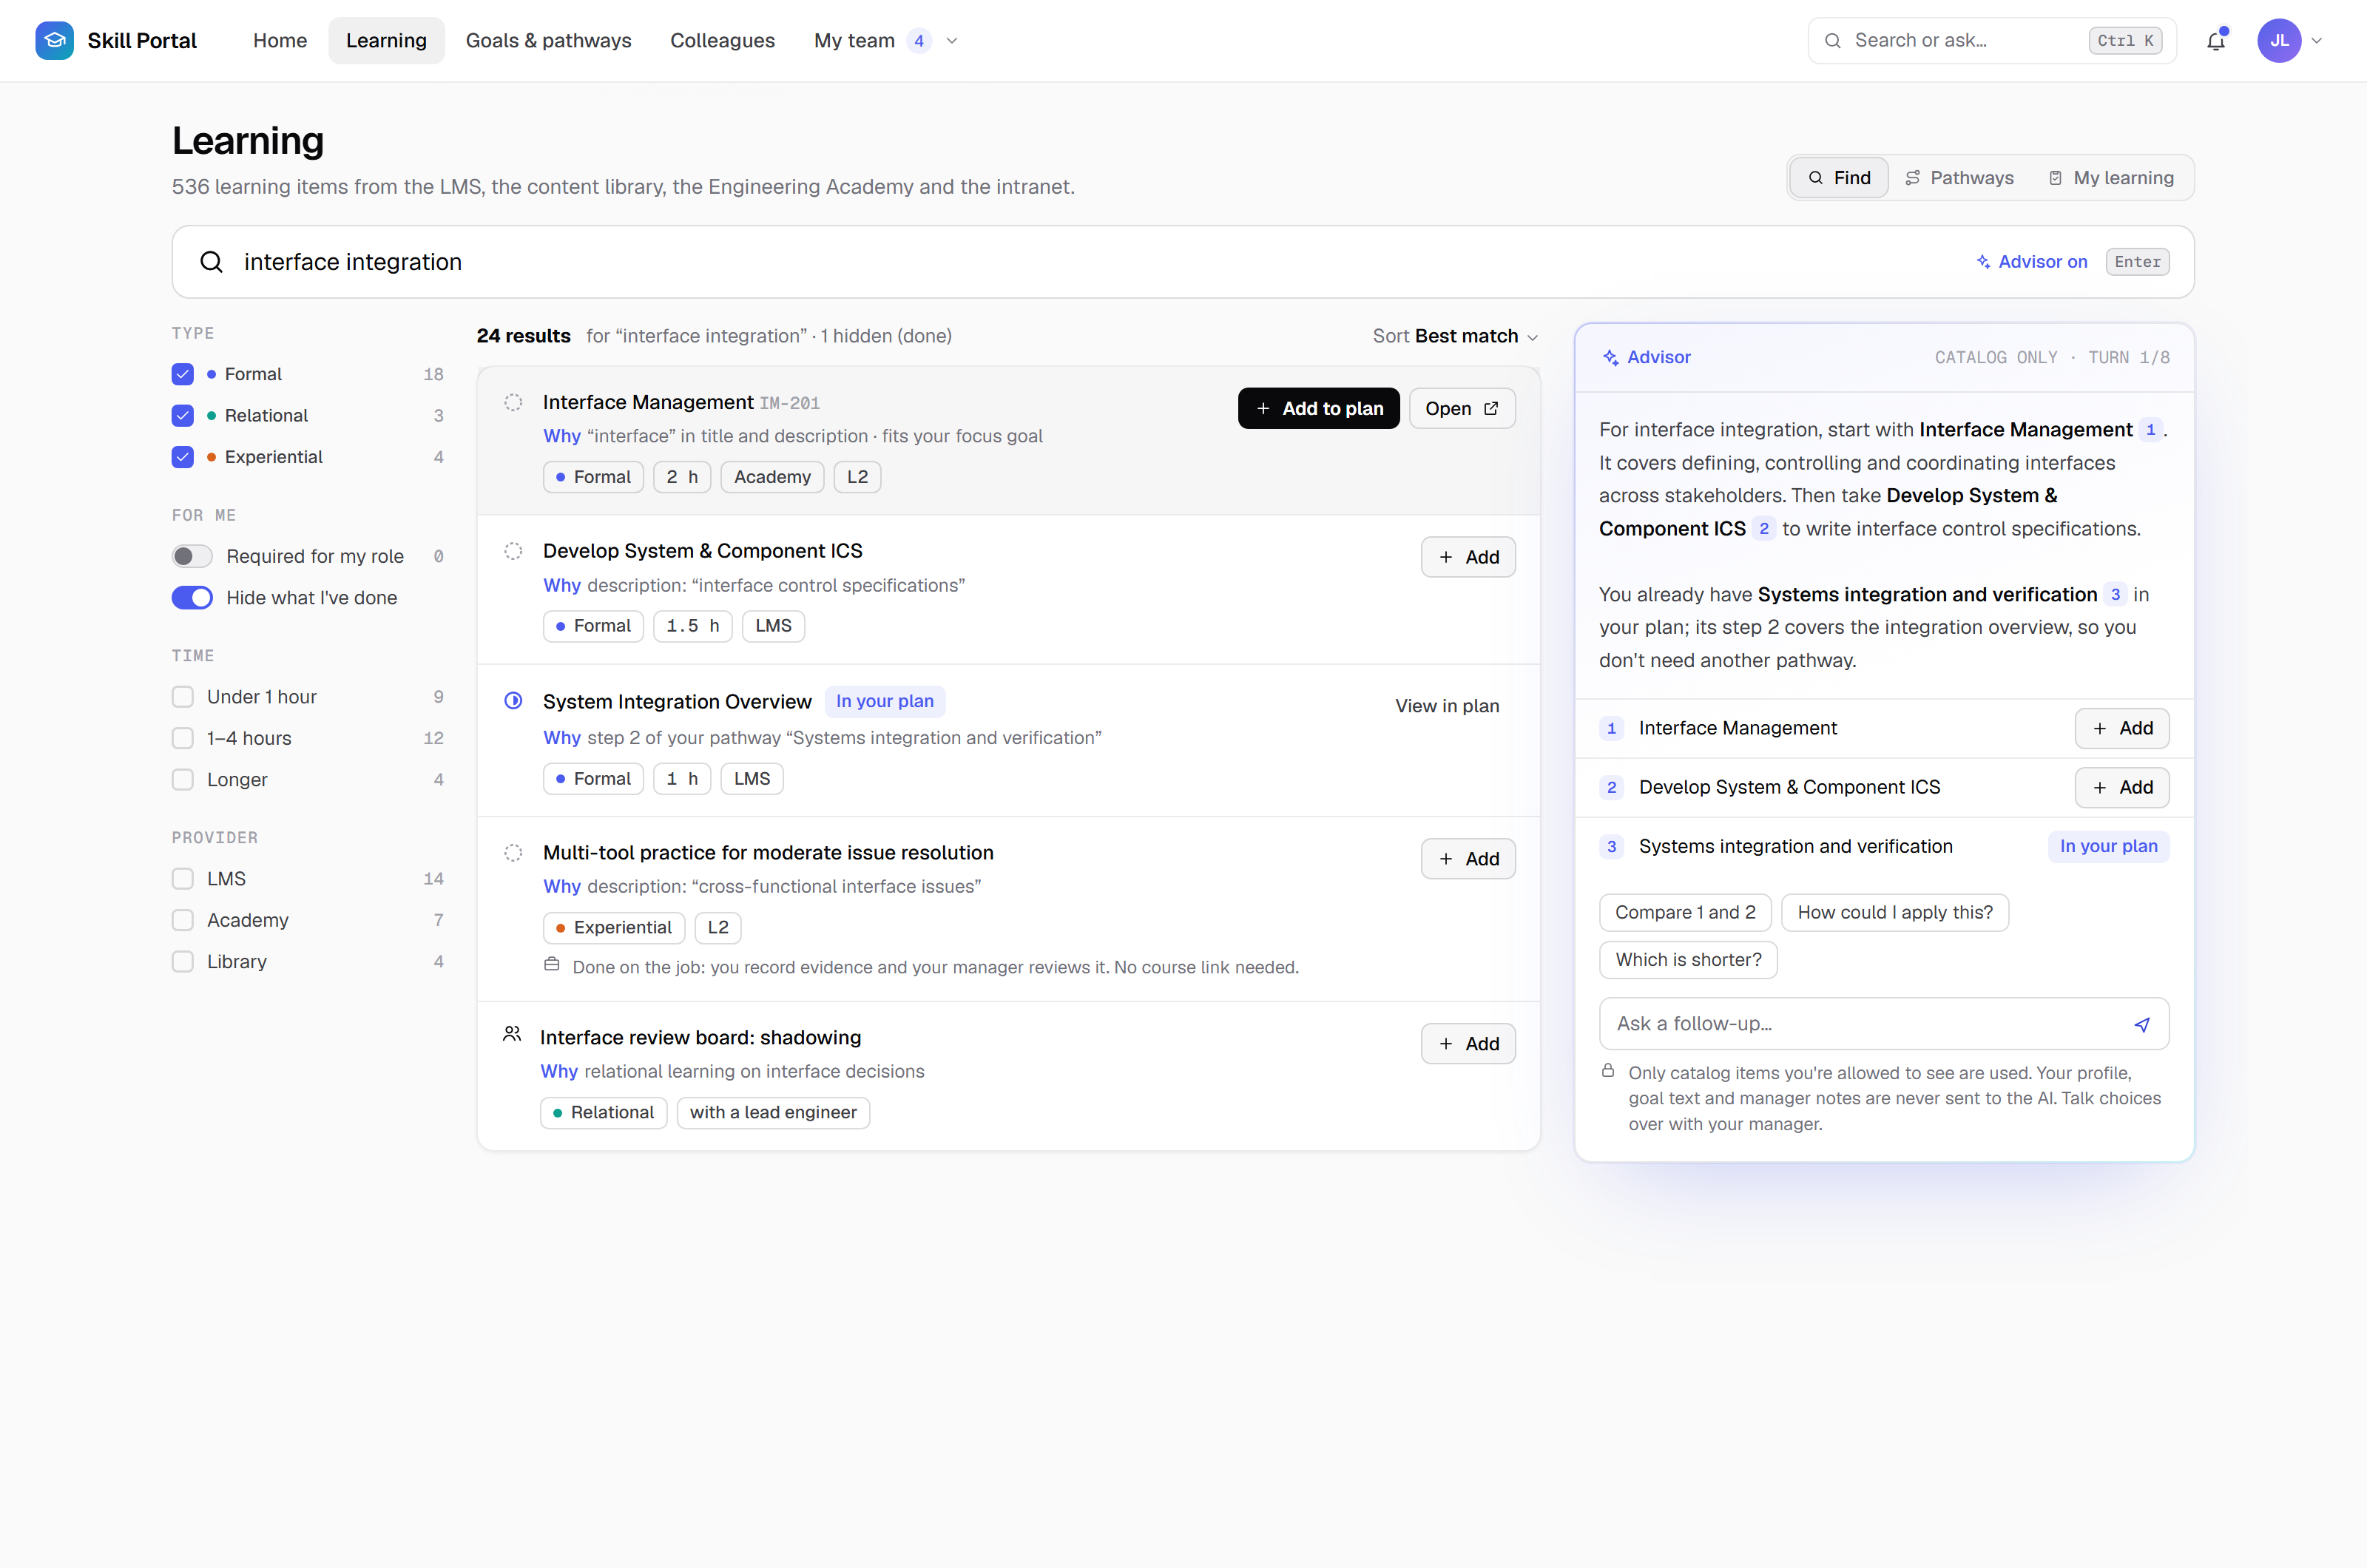 Skill Portal
Home
Learning
Goals & pathways
Colleagues
My team 4
Search or ask... Ctrl K
JL
Learning
536 learning items from the LMS, the content library, the Engineering Academy and the intranet.
Find
Pathways
My learning
interface integration
Advisor on Enter
TYPE
Formal 18
Relational 3
Experiential 4
FOR ME
Required for my role 0
Hide what I've done
TIME
Under 1 hour 9
1–4 hours 12
Longer 4
PROVIDER
LMS 14
Academy 7
Library 4
24 results for “interface integration” · 1 hidden (done)
Sort Best match
Interface Management IM-201
Why “interface” in title and description · fits your focus goal
Formal 2 h Academy L2
+ Add to plan
Open
Develop System & Component ICS
Why description: “interface control specifications”
Formal 1.5 h LMS
+ Add
System Integration Overview In your plan
Why step 2 of your pathway “Systems integration and verification”
Formal 1 h LMS
View in plan
Multi-tool practice for moderate issue resolution
Why description: “cross-functional interface issues”
Experiential L2
Done on the job: you record evidence and your manager reviews it. No course link needed.
+ Add
Interface review board: shadowing
Why relational learning on interface decisions
Relational with a lead engineer
+ Add
Advisor
CATALOG ONLY · TURN 1/8
For interface integration, start with Interface Management 1.
It covers defining, controlling and coordinating interfaces
across stakeholders. Then take Develop System &
Component ICS 2 to write interface control specifications.
You already have Systems integration and verification 3 in
your plan; its step 2 covers the integration overview, so you
don't need another pathway.
1 Interface Management + Add
2 Develop System & Component ICS + Add
3 Systems integration and verification In your plan
Compare 1 and 2
How could I apply this?
Which is shorter?
Ask a follow-up...
Only catalog items you're allowed to see are used. Your profile,
goal text and manager notes are never sent to the AI. Talk choices
over with your manager.